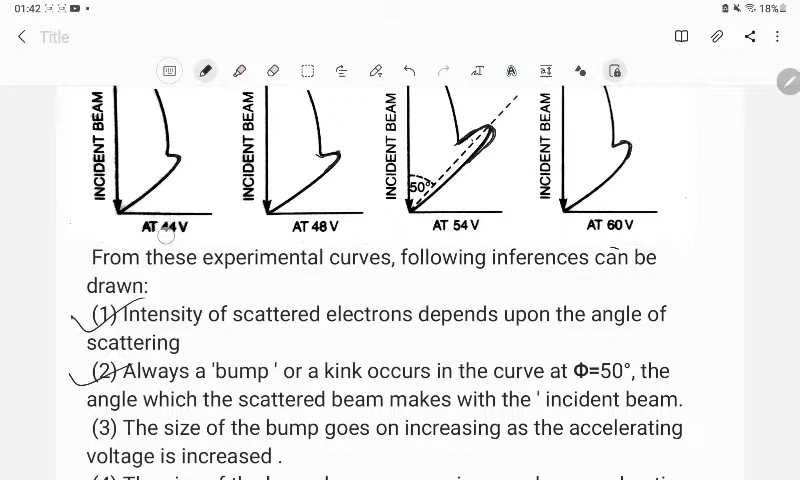 01:42
18%
Title
INCIDENT BEAM INCIDENT BEAM INCIDENT BEAM INCIDENT BEAM
50°
AT 44 V AT 48 V AT 54 V AT 60 V
From these experimental curves, following inferences can be
drawn:
(1) Intensity of scattered electrons depends upon the angle of
scattering
(2) Always a 'bump ' or a kink occurs in the curve at Φ=50°, the
angle which the scattered beam makes with the ' incident beam.
(3) The size of the bump goes on increasing as the accelerating
voltage is increased .